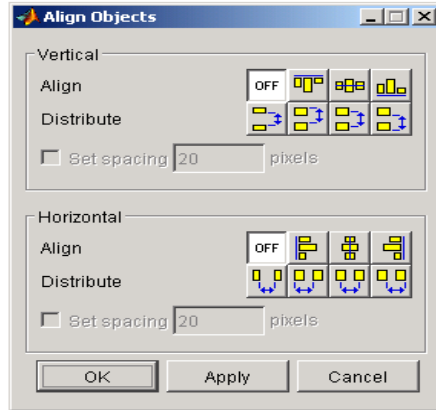 Align Objects
Vertical
Align OFF
Distribute
Set spacing 20 pixels
Horizontal
Align OFF
Distribute
Set spacing 20 pixels
OK Apply Cancel